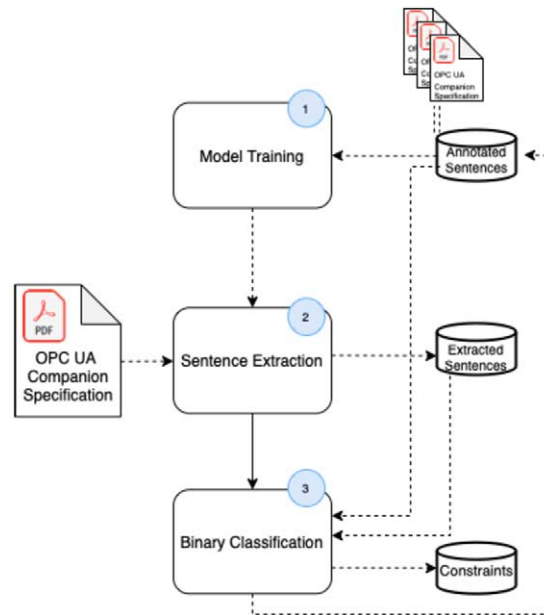 PDF
OPC UA
Companion
Specification
1
Model Training
Annotated
Sentences
2
PDF
OPC UA
Companion
Specification
Sentence Extraction
Extracted
Sentences
3
Binary Classification
Constraints